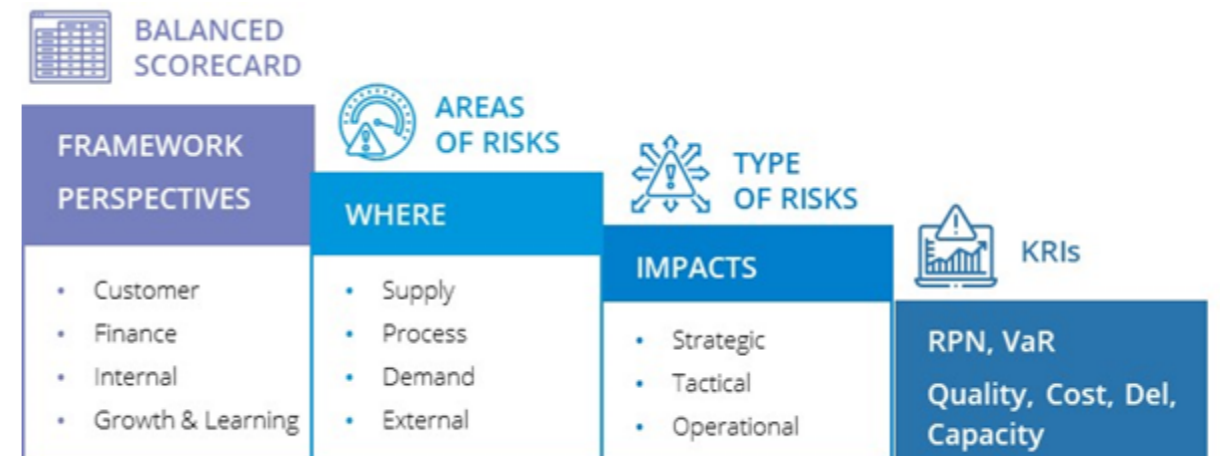 BALANCED
SCORECARD
FRAMEWORK
PERSPECTIVES
• Customer
• Finance
• Internal
• Growth & Learning
AREAS
OF RISKS
WHERE
• Supply
• Process
• Demand
• External
TYPE
OF RISKS
IMPACTS
• Strategic
• Tactical
• Operational
KRIs
RPN, VaR
Quality, Cost, Del,
Capacity